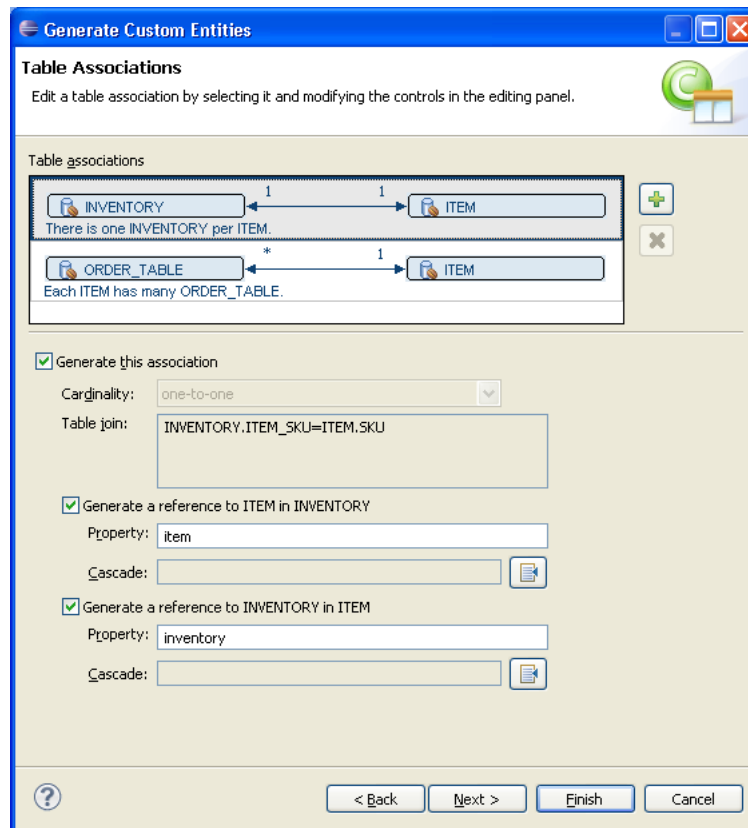 Generate Custom Entities
Table Associations
Edit a table association by selecting it and modifying the controls in the editing panel.
Table associations
1 1
INVENTORY ITEM
There is one INVENTORY per ITEM.
* 1
ORDER_TABLE ITEM
Each ITEM has many ORDER_TABLE.
Generate this association
Cardinality: one-to-one
Table join: INVENTORY.ITEM_SKU=ITEM.SKU
Generate a reference to ITEM in INVENTORY
Property: item
Cascade:
Generate a reference to INVENTORY in ITEM
Property: inventory
Cascade:
? < Back Next > Finish Cancel